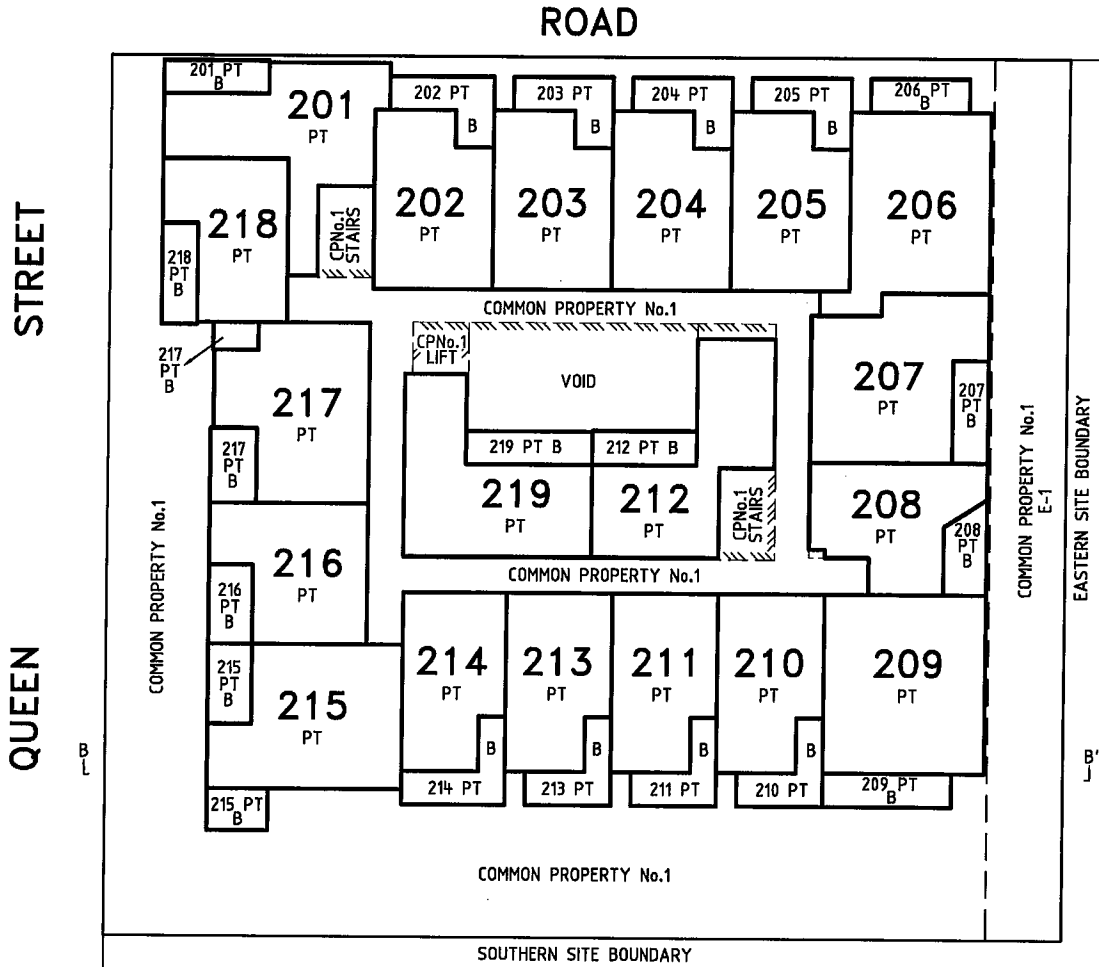 ROAD
201 PT
B
201
PT
202 PT
B
203 PT
B
204 PT
B
205 PT
B
206 PT
B
STREET
218
PT
218
PT
B
CPNo.1
STAIRS
202
PT
203
PT
204
PT
205
PT
206
PT
COMMON PROPERTY No.1
217
PT
B
CPNo.1
LIFT
VOID
217
PT
217
PT
B
207
PT
207
PT
B
219 PT B
212 PT B
219
PT
212
PT
CPNo.1
STAIRS
208
PT
208
PT
B
COMMON PROPERTY No.1
E-1
EASTERN SITE BOUNDARY
COMMON PROPERTY No.1
216
PT
216
PT
B
COMMON PROPERTY No.1
QUEEN
215
PT
B
215
PT
214
PT
213
PT
211
PT
210
PT
209
PT
B
B
B
B
B
B'
214 PT
213 PT
211 PT
210 PT
209 PT
B
215 PT
B
COMMON PROPERTY No.1
SOUTHERN SITE BOUNDARY